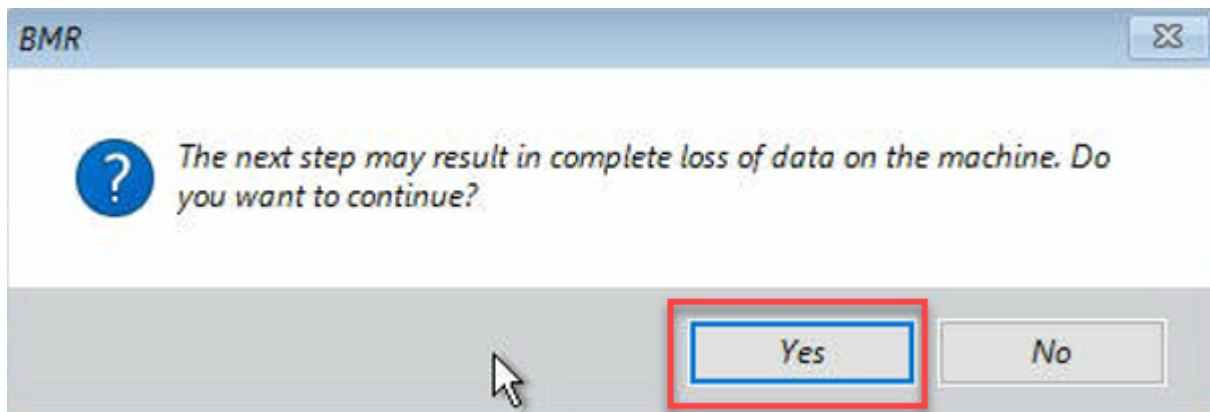 BMR
The next step may result in complete loss of data on the machine. Do
you want to continue?
Yes
No